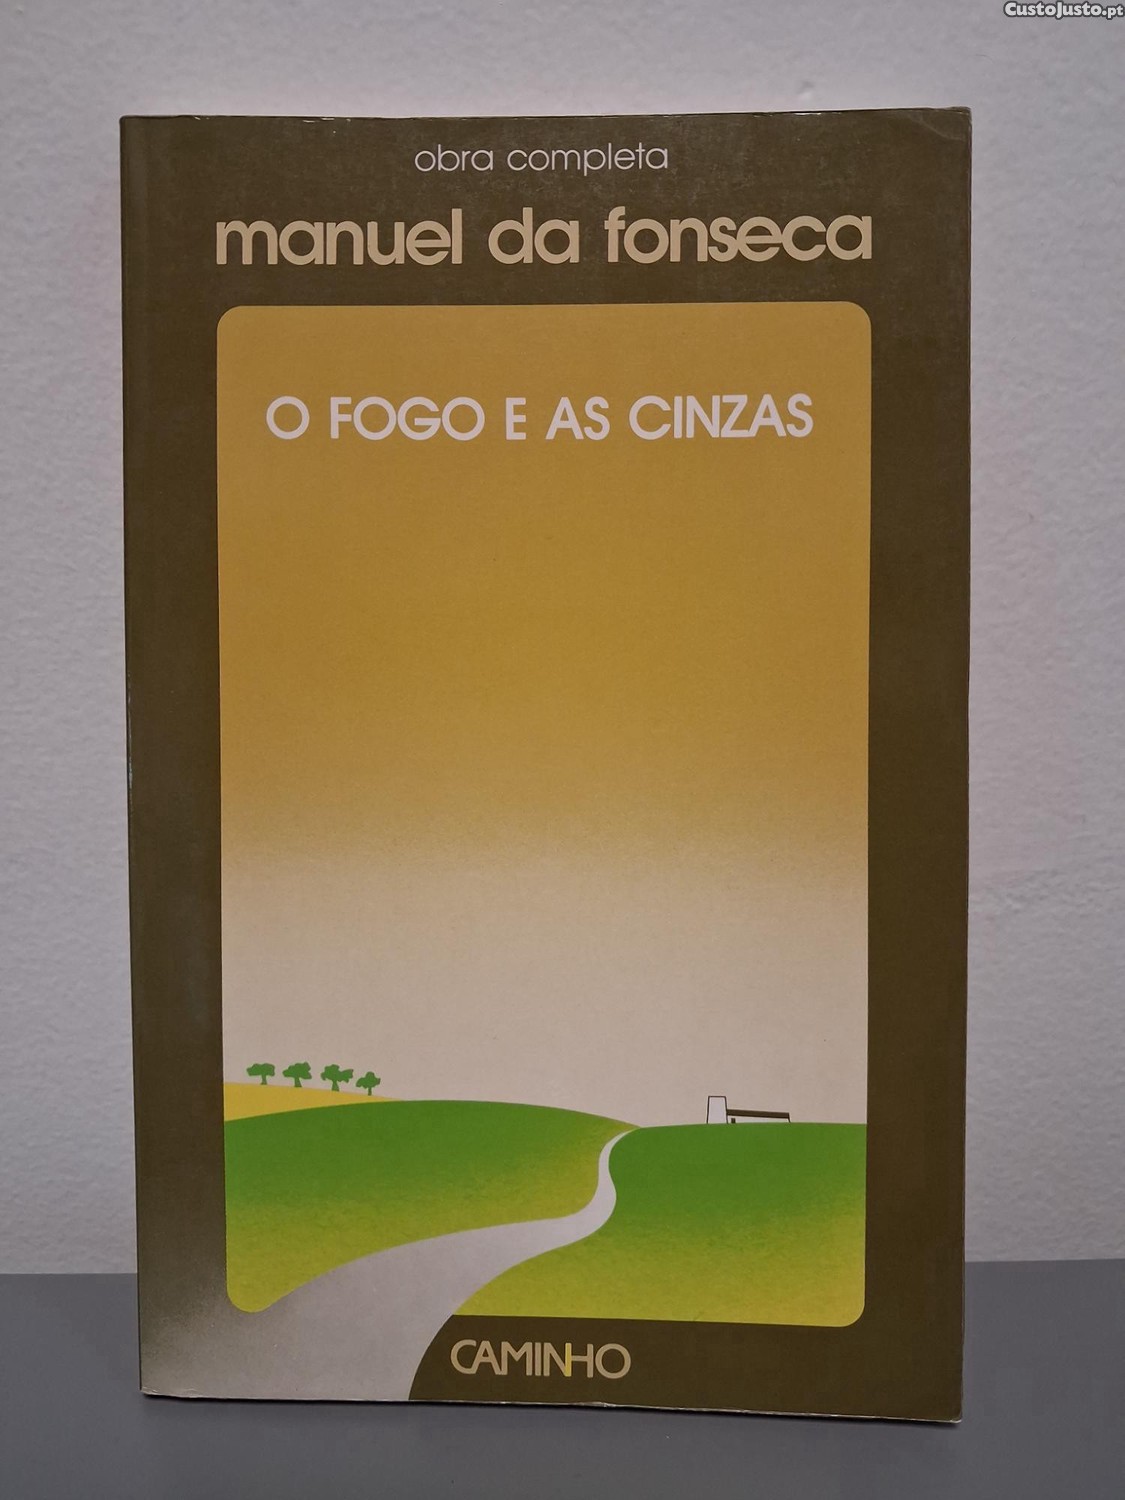 CustoJusto.pt
obra completa
manuel da fonseca
O FOGO E AS CINZAS
CAMINHO